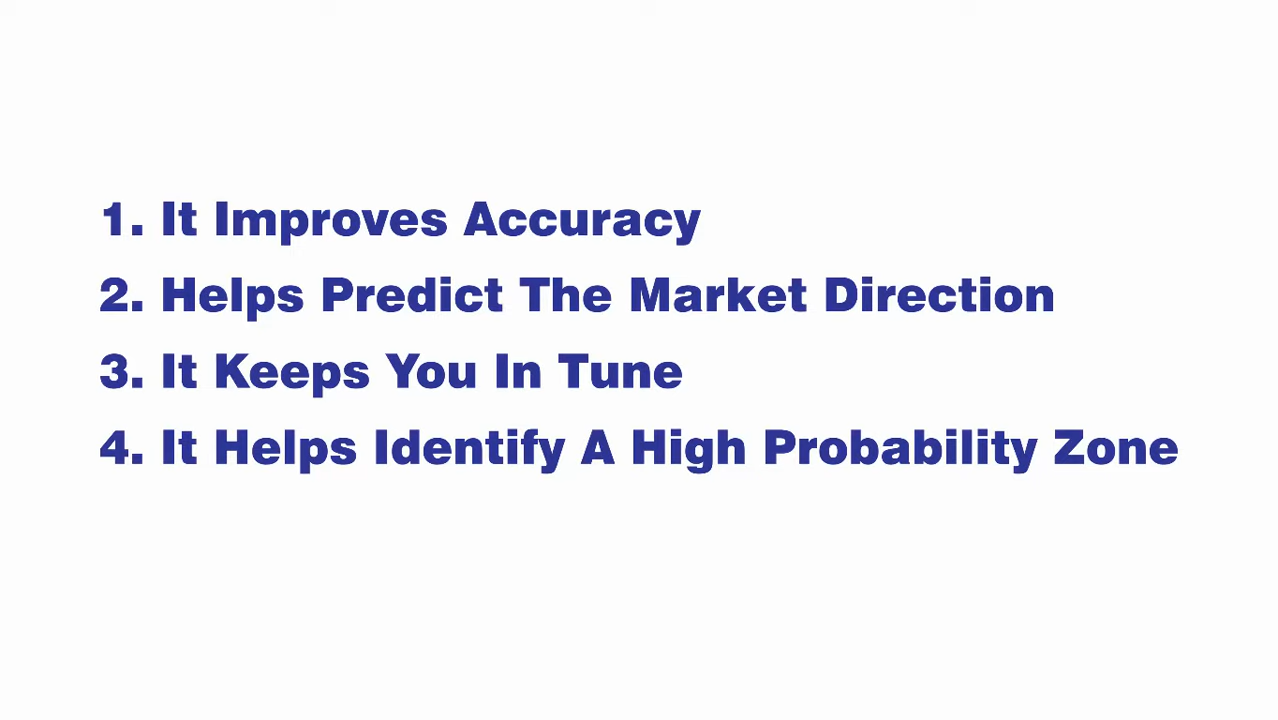 1. It Improves Accuracy
2. Helps Predict The Market Direction
3. It Keeps You In Tune
4. It Helps Identify A High Probability Zone